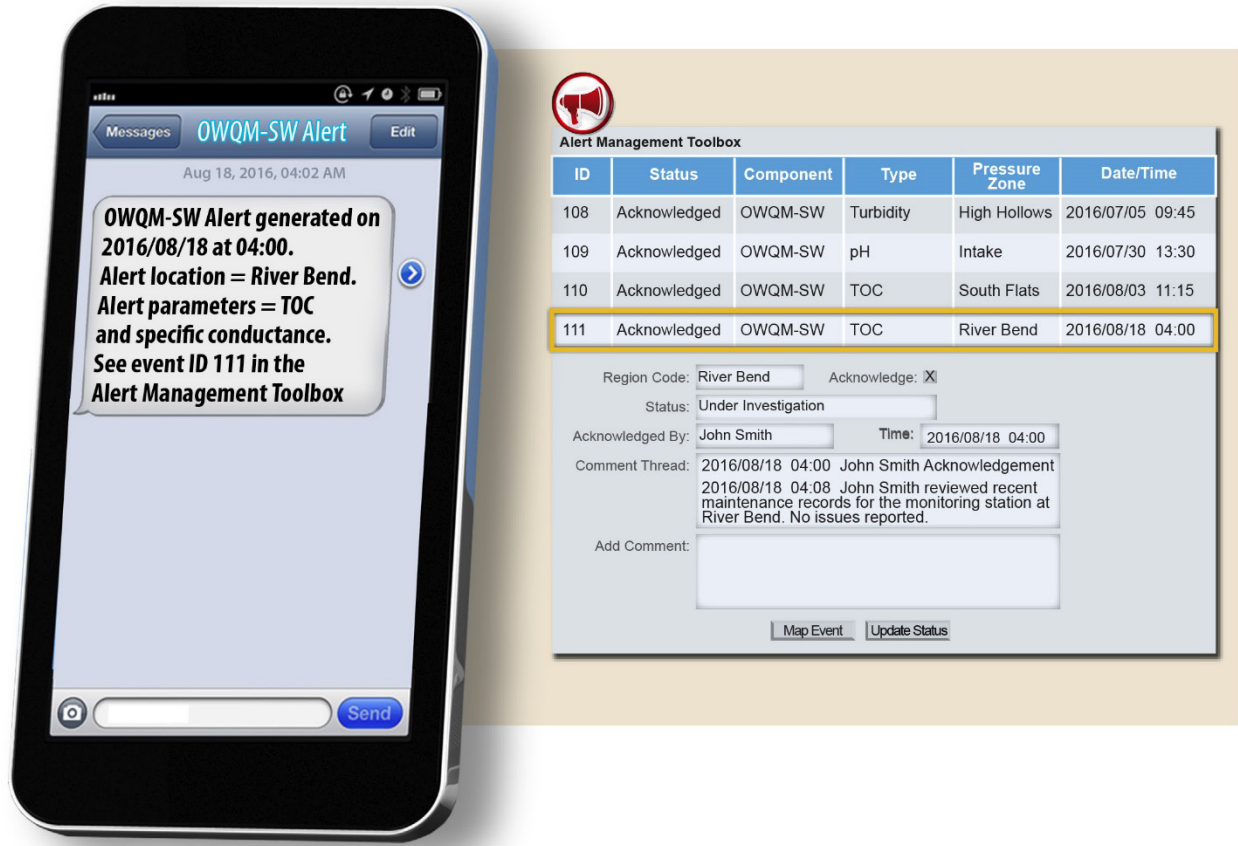 Messages OWQM-SW Alert Edit
Aug 18, 2016, 04:02 AM
OWQM-SW Alert generated on
2016/08/18 at 04:00.
Alert location = River Bend.
Alert parameters = TOC
and specific conductance.
See event ID 111 in the
Alert Management Toolbox
Send
Alert Management Toolbox
ID Status Component Type Pressure Zone Date/Time
108 Acknowledged OWQM-SW Turbidity High Hollows 2016/07/05 09:45
109 Acknowledged OWQM-SW pH Intake 2016/07/30 13:30
110 Acknowledged OWQM-SW TOC South Flats 2016/08/03 11:15
111 Acknowledged OWQM-SW TOC River Bend 2016/08/18 04:00
Region Code: River Bend Acknowledge: X
Status: Under Investigation
Acknowledged By: John Smith Time: 2016/08/18 04:00
Comment Thread: 2016/08/18 04:00 John Smith Acknowledgement
2016/08/18 04:08 John Smith reviewed recent
maintenance records for the monitoring station at
River Bend. No issues reported.
Add Comment:
Map Event Update Status